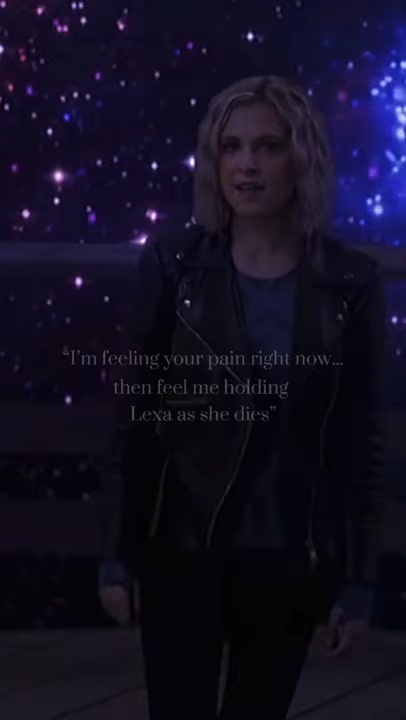 “I’m feeling your pain right now...
then feel me holding
Lexa as she dies”